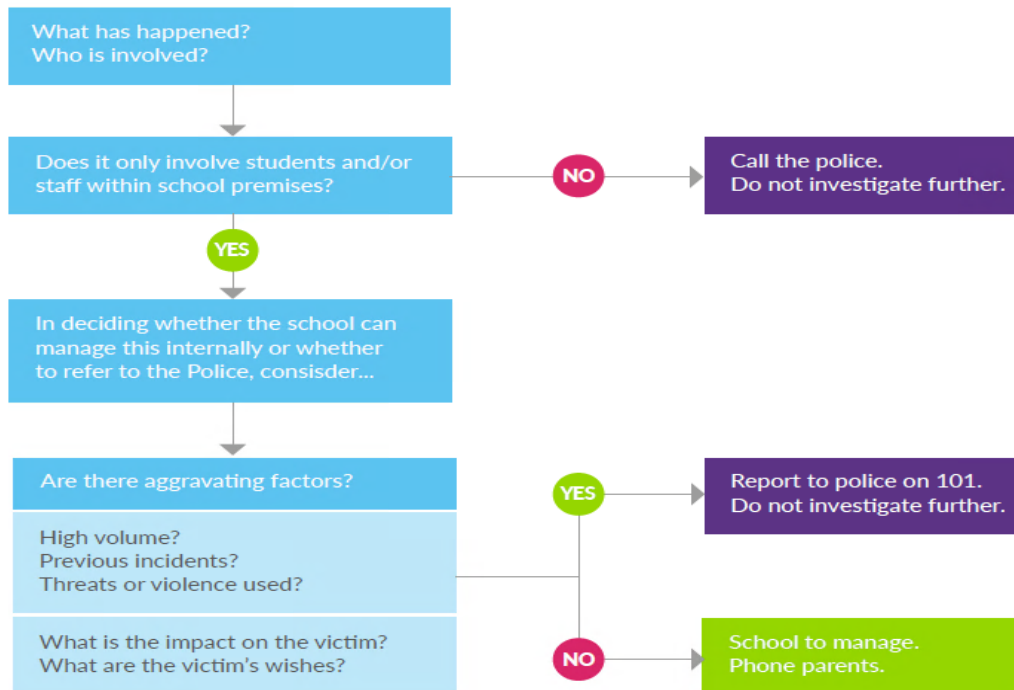 What has happened?
Who is involved?
Does it only involve students and/or
staff within school premises?
NO
Call the police.
Do not investigate further.
YES
In deciding whether the school can
manage this internally or whether
to refer to the Police, consisder...
Are there aggravating factors?
High volume?
Previous incidents?
Threats or violence used?
What is the impact on the victim?
What are the victim's wishes?
YES
Report to police on 101.
Do not investigate further.
NO
School to manage.
Phone parents.